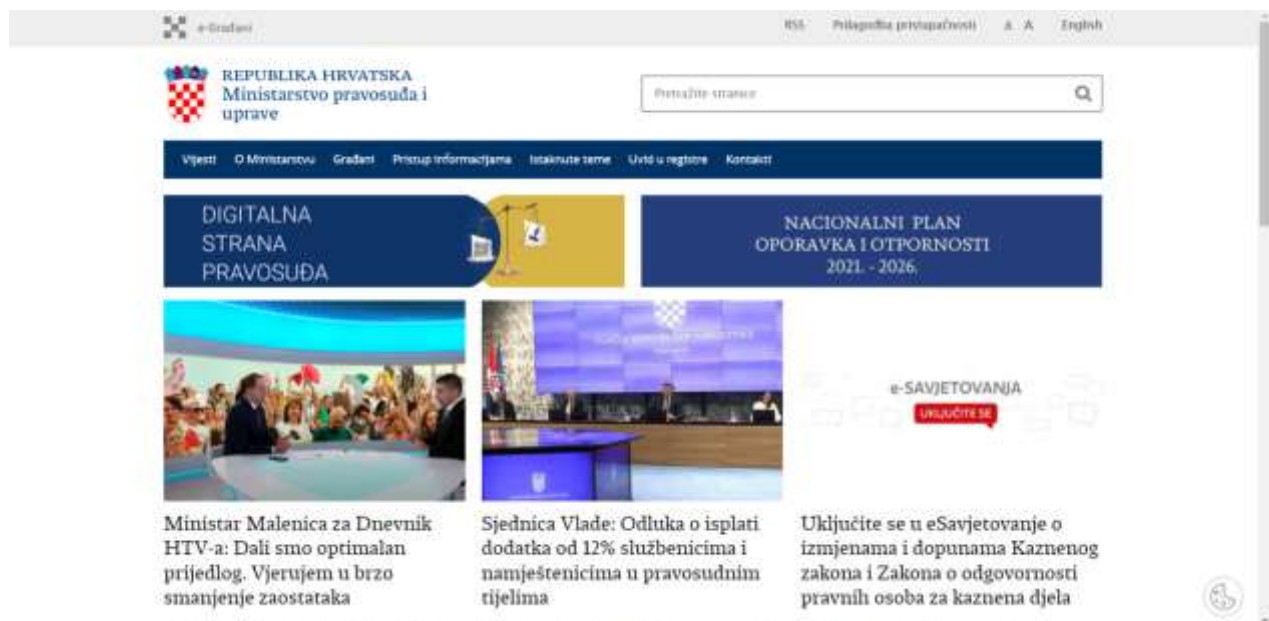 e-Građani
RSS Prilagodba pristupačnosti A A English
REPUBLIKA HRVATSKA
Ministarstvo pravosuđa i
uprave
Pretražite stranice
Vijesti O Ministarstvu Građani Pristup informacijama Istaknute teme Uvid u registre Kontakti
DIGITALNA
STRANA
PRAVOSUĐA
NACIONALNI PLAN
OPORAVKA I OTPORNOSTI
2021. - 2026.
e-SAVJETOVANJA
UKLJUČITE SE
Ministar Malenica za Dnevnik
HTV-a: Dali smo optimalan
prijedlog. Vjerujem u brzo
smanjenje zaostataka
Sjednica Vlade: Odluka o isplati
dodatka od 12% službenicima i
namještenicima u pravosudnim
tijelima
Uključite se u eSavjetovanje o
izmjenama i dopunama Kaznenog
zakona i Zakona o odgovornosti
pravnih osoba za kaznena djela